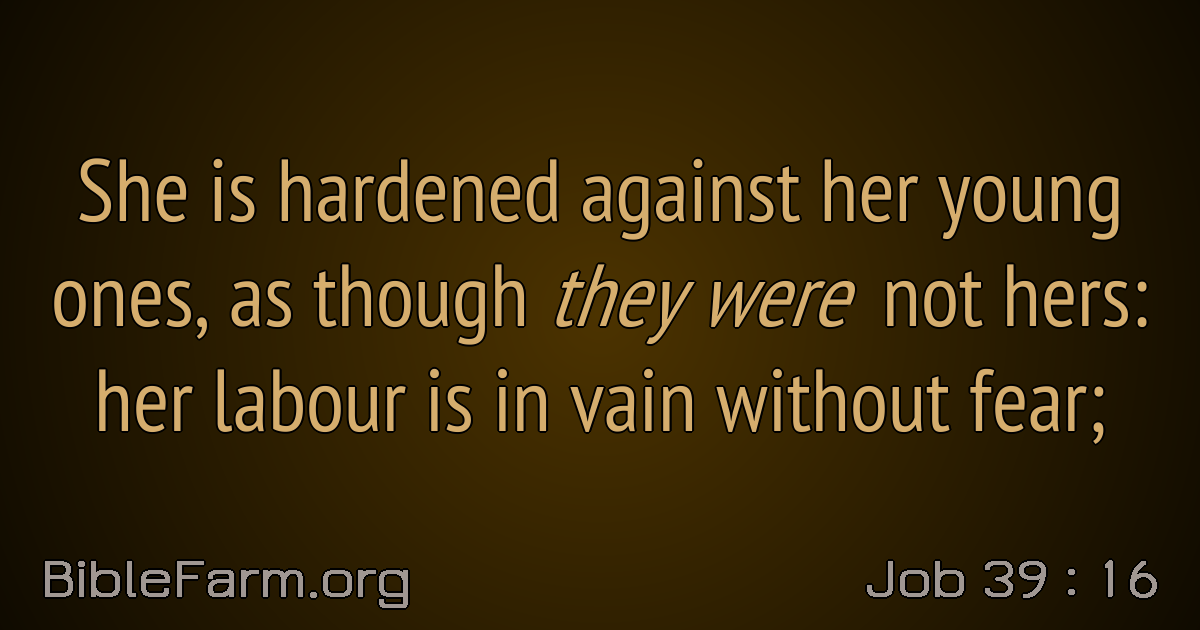 She is hardened against her young
ones, as though they were not hers:
her labour is in vain without fear;
BibleFarm.org
Job 39 : 16